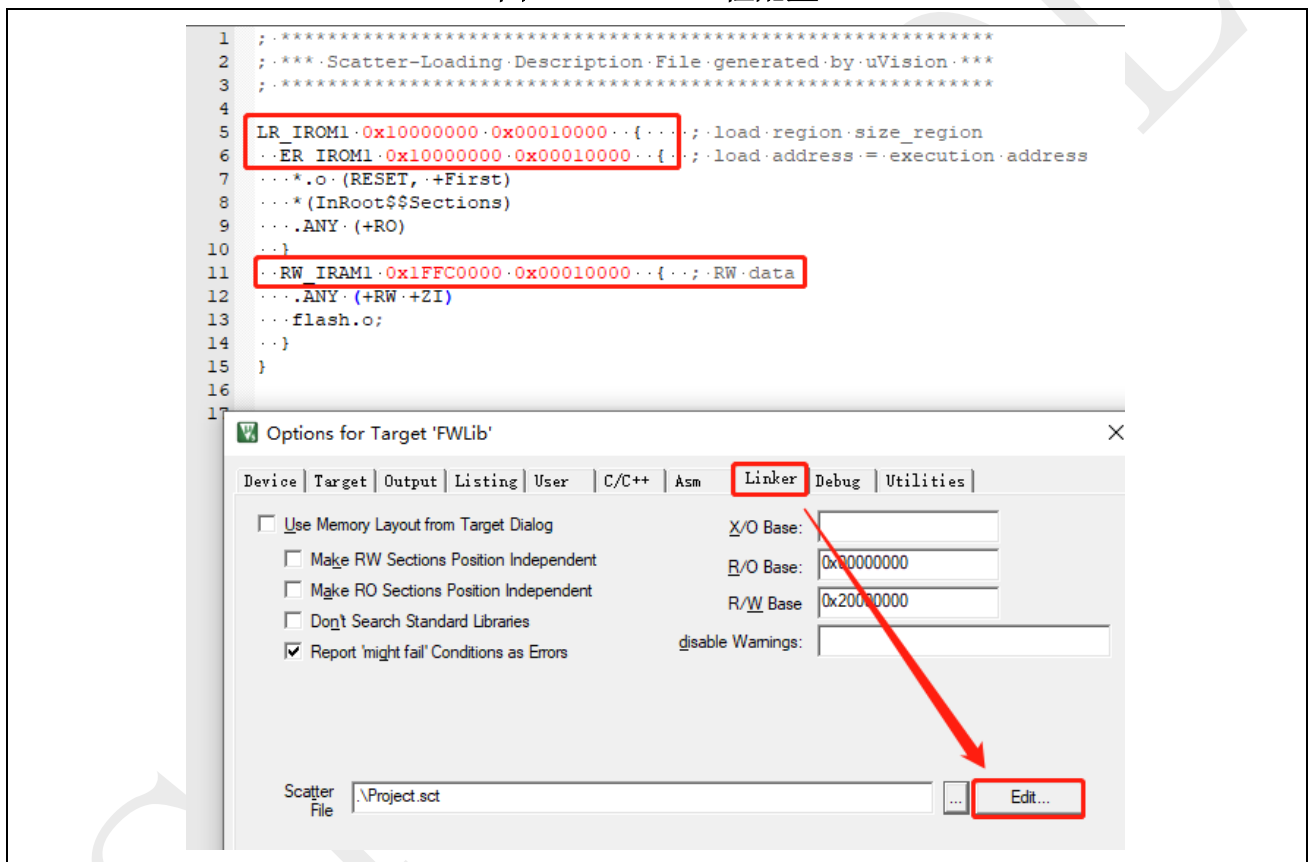 1 ; ***************************************************************
2 ; *** Scatter-Loading Description File generated by uVision ***
3 ; ***************************************************************
4
5 LR_IROM1 0x10000000 0x00010000  {    ; load region size_region
6   ER_IROM1 0x10000000 0x00010000  {  ; load address = execution address
7    *.o (RESET, +First)
8    *(InRoot$$Sections)
9    .ANY (+RO)
10   }
11   RW_IRAM1 0x1FFC0000 0x00010000  {  ; RW data
12    .ANY (+RW +ZI)
13    flash.o;
14   }
15 }
16
17
Options for Target 'FWLib'
Device Target Output Listing User C/C++ Asm Linker Debug Utilities
Use Memory Layout from Target Dialog X/O Base:
Make RW Sections Position Independent R/O Base: 0x00000000
Make RO Sections Position Independent R/W Base 0x20000000
Don't Search Standard Libraries disable Warnings:
Report 'might fail' Conditions as Errors
Scatter File .\Project.sct ... Edit...